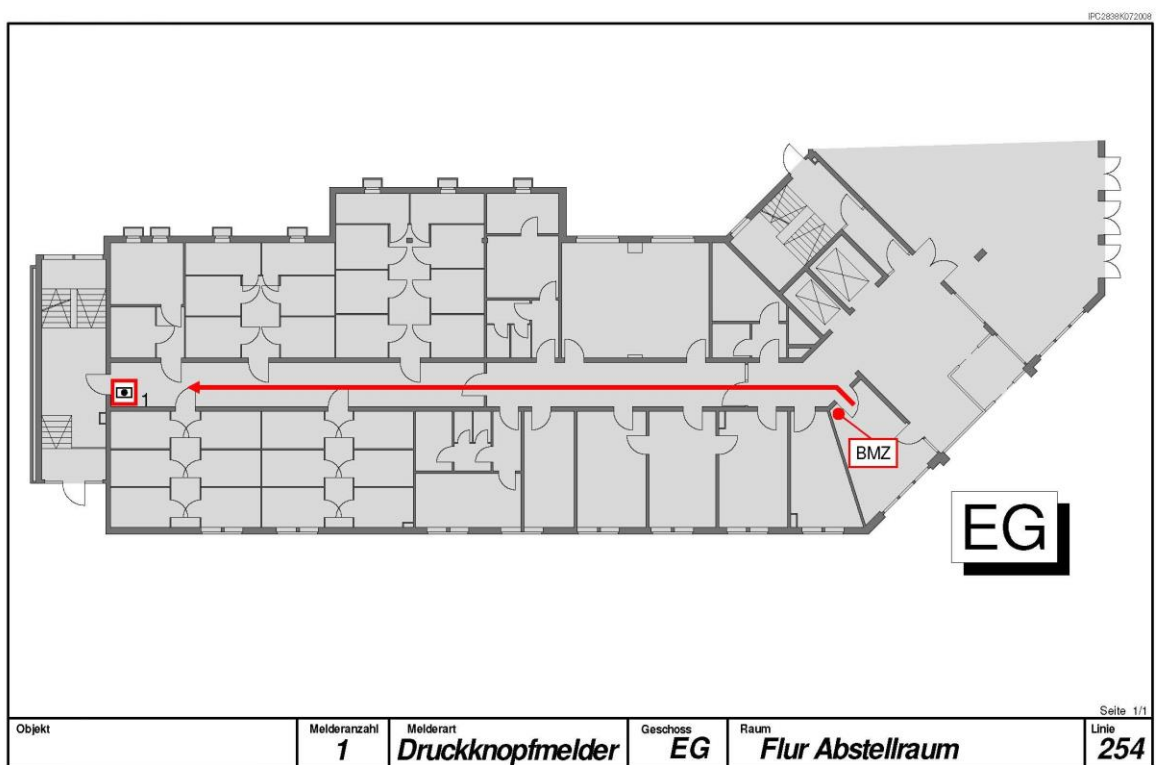 IPC2838K072008
1
BMZ
EG
Seite 1/1
Objekt
Melderanzahl
1
Melderart
Druckknopfmelder
Geschoss
EG
Raum
Flur Abstellraum
Linie
254